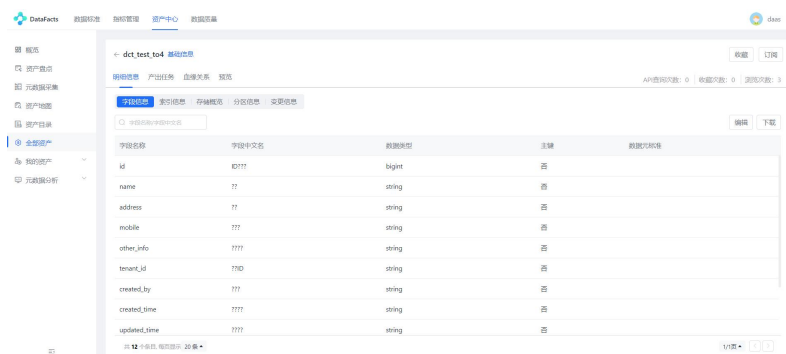 DataFacts 数据标准 指标管理 资产中心 数据质量 daas
概览
资产盘点
元数据采集
资产地图
资产目录
全部资产
我的资产
元数据分析
← dct_test_to4 基础信息 收藏 订阅
明细信息 产出任务 血缘关系 预览 API查询次数: 0 收藏次数: 0 浏览次数: 3
字段信息 索引信息 存储概览 分区信息 变更信息
字段名称/字段中文名 编辑 下载
字段名称 字段中文名 数据类型 主键 数据元标准
id ID??? bigint 否
name ?? string 否
address ?? string 否
mobile ??? string 否
other_info ???? string 否
tenant_id ??ID string 否
created_by ??? string 否
created_time ???? string 否
updated_time ???? string 否
共 12 个条目, 每页显示 20 条 1/1页